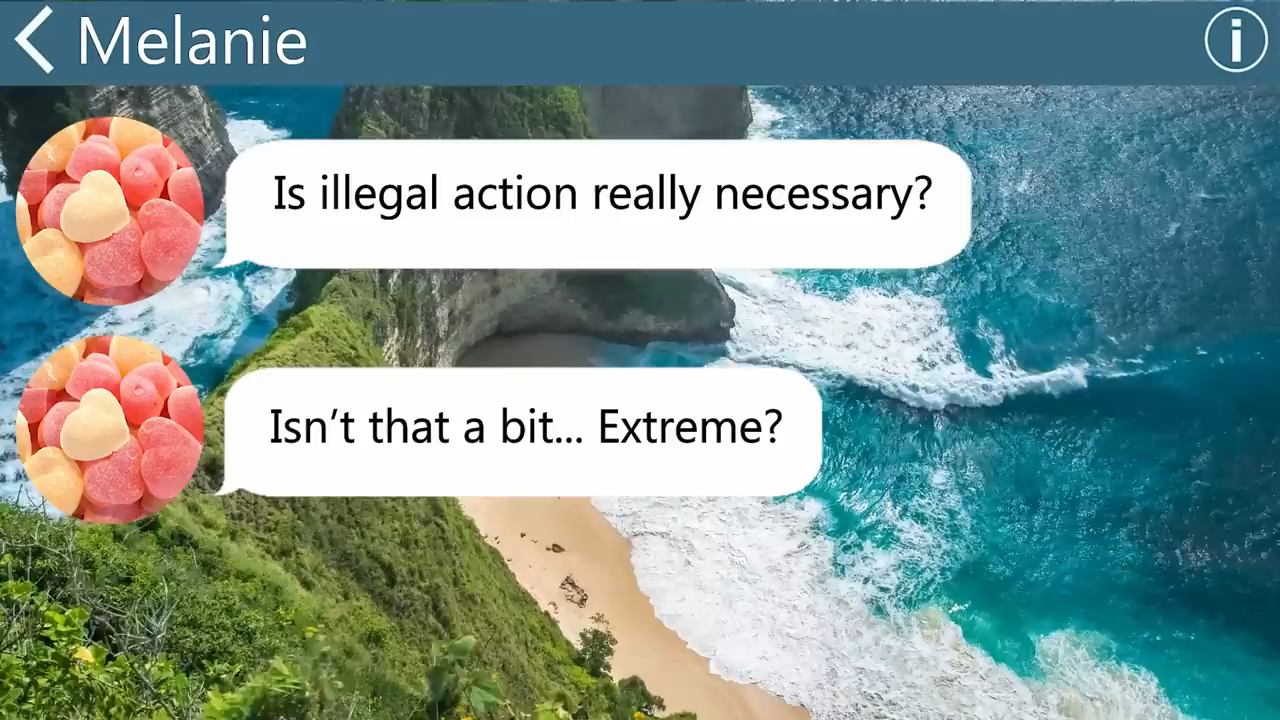 Melanie
Is illegal action really necessary?
Isn’t that a bit... Extreme?